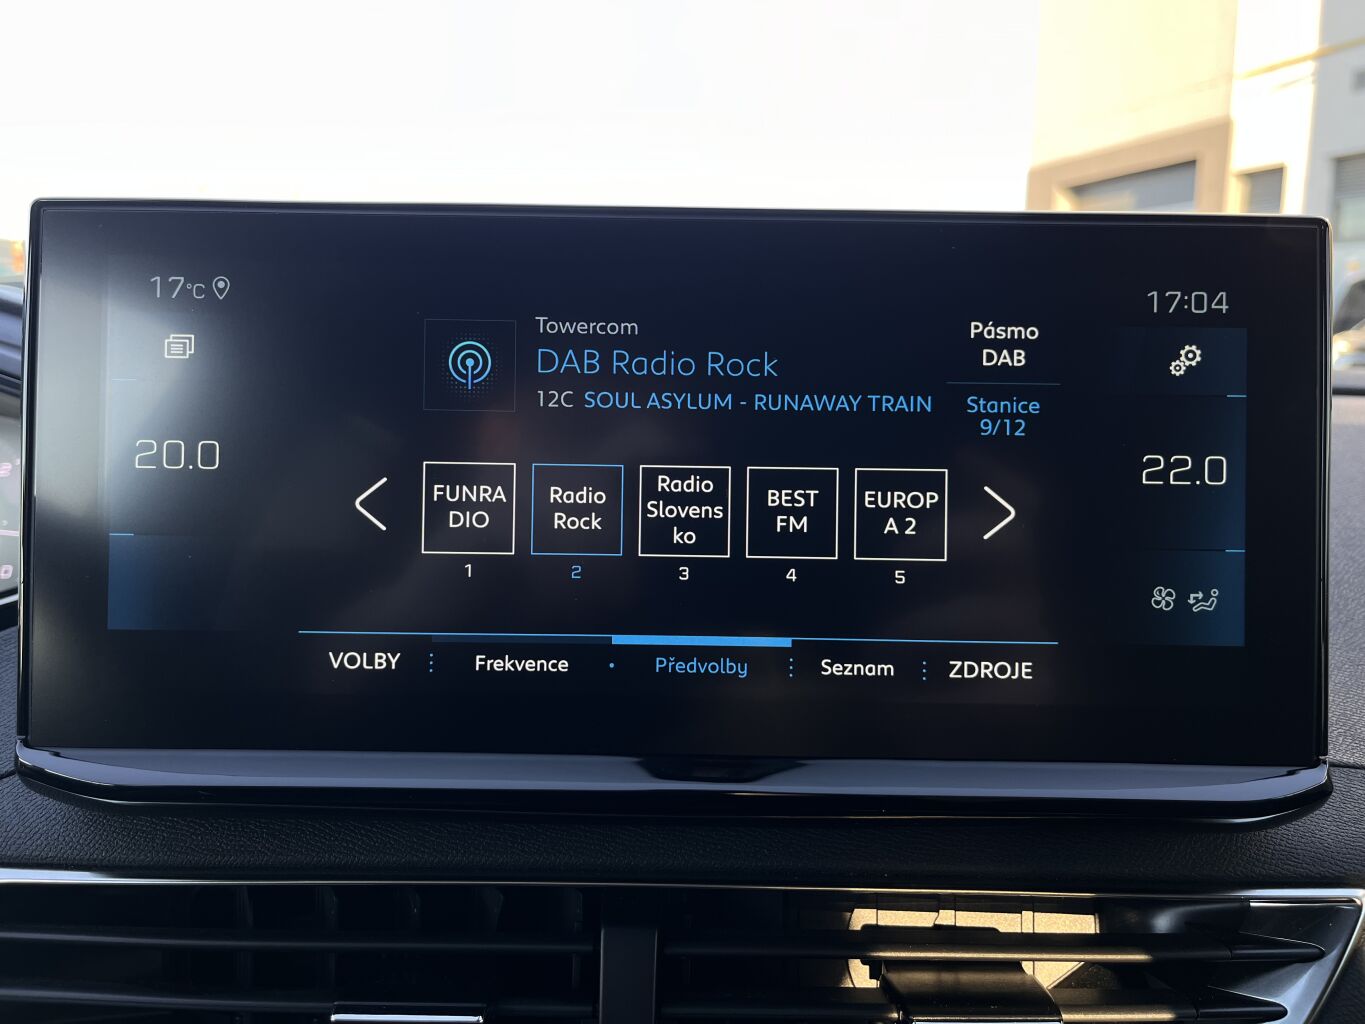 17°C
17:04
Towercom
DAB Radio Rock
12C SOUL ASYLUM - RUNAWAY TRAIN
Pásmo
DAB
Stanice
9/12
20.0
22.0
FUNRA
DIO
1
Radio
Rock
2
Radio
Slovens
ko
3
BEST
FM
4
EUROP
A 2
5
VOLBY
Frekvence
Předvolby
Seznam
ZDROJE